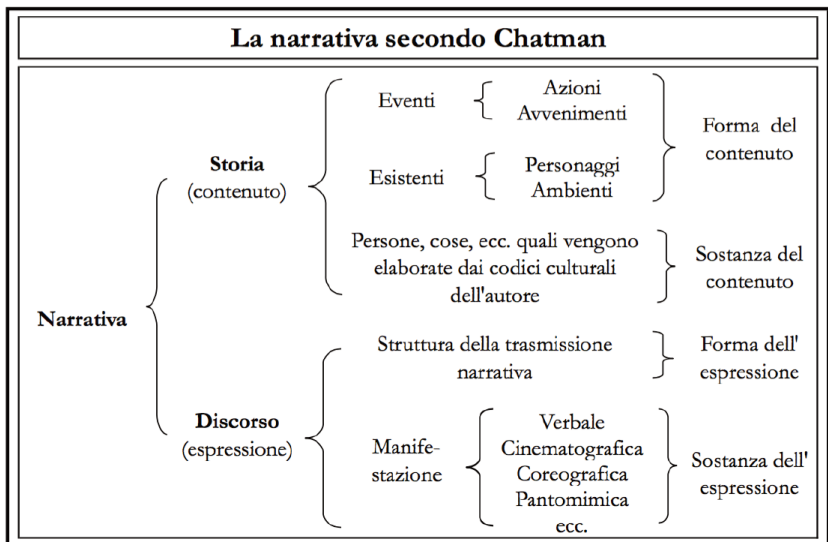 La narrativa secondo Chatman
Narrativa
Storia
(contenuto)
Eventi
Azioni
Avvenimenti
Esistenti
Personaggi
Ambienti
Forma del
contenuto
Persone, cose, ecc. quali vengono
elaborate dai codici culturali
dell'autore
Sostanza del
contenuto
Discorso
(espressione)
Struttura della trasmissione
narrativa
Forma dell'
espressione
Manife-
stazione
Verbale
Cinematografica
Coreografica
Pantomimica
ecc.
Sostanza dell'
espressione